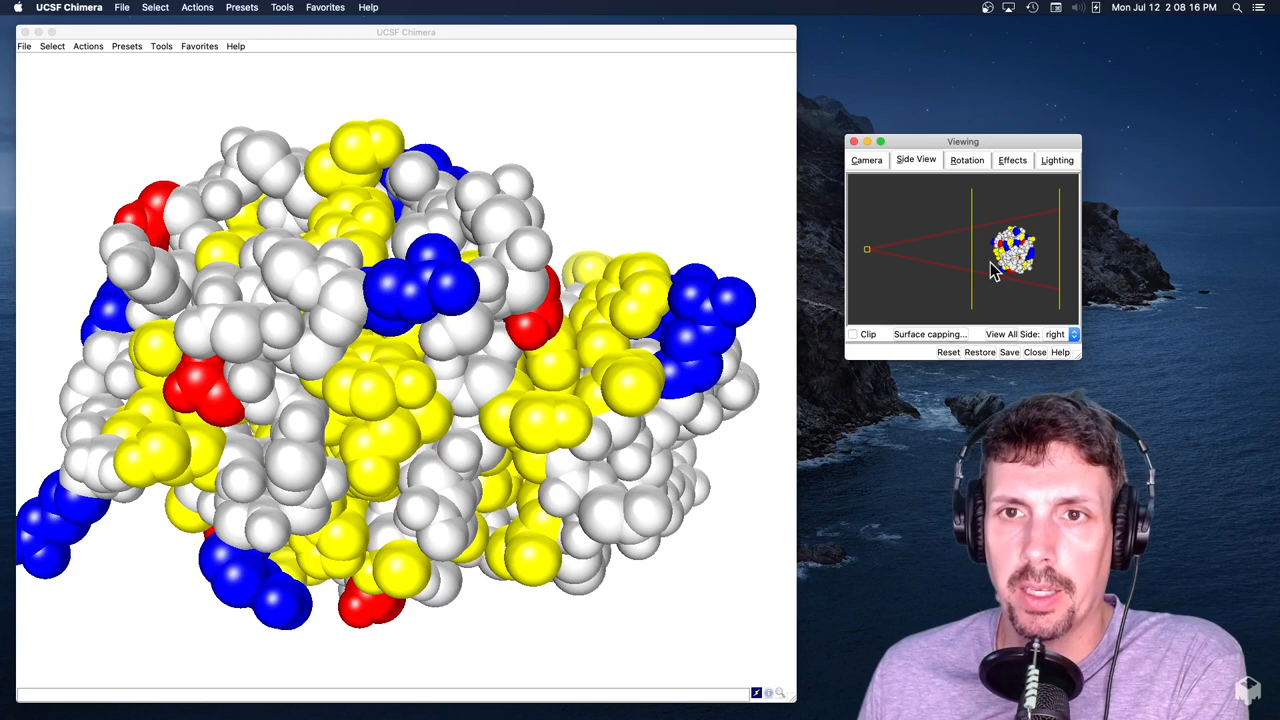 UCSF Chimera File Select Actions Presets Tools Favorites Help Mon Jul 12 2 08 16 PM
UCSF Chimera
File Select Actions Presets Tools Favorites Help
Viewing
Camera Side View Rotation Effects Lighting
Clip Surface capping... View All Side: right
Reset Restore Save Close Help